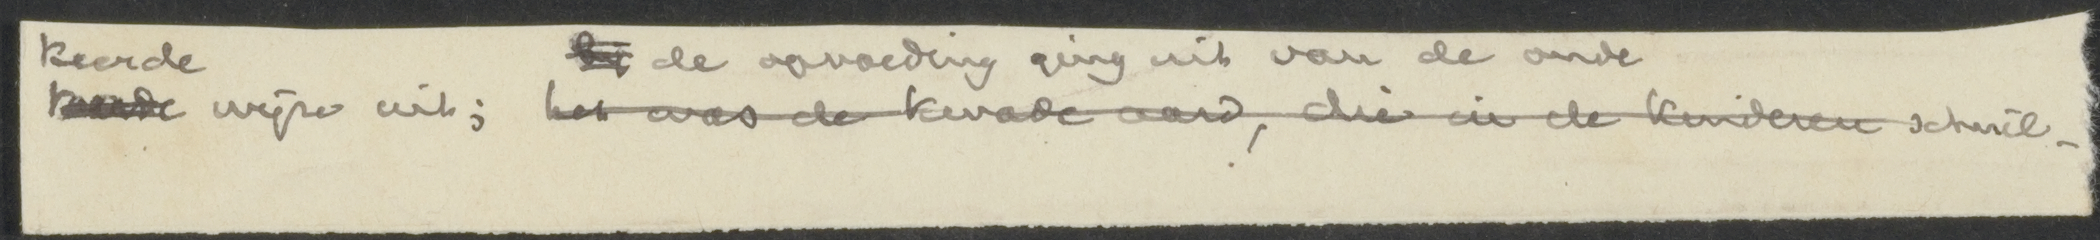 keerde de opvoeding ging uit van de oude
keerde wijze uit; het was de kwade aard, die in de kinderen schuil-